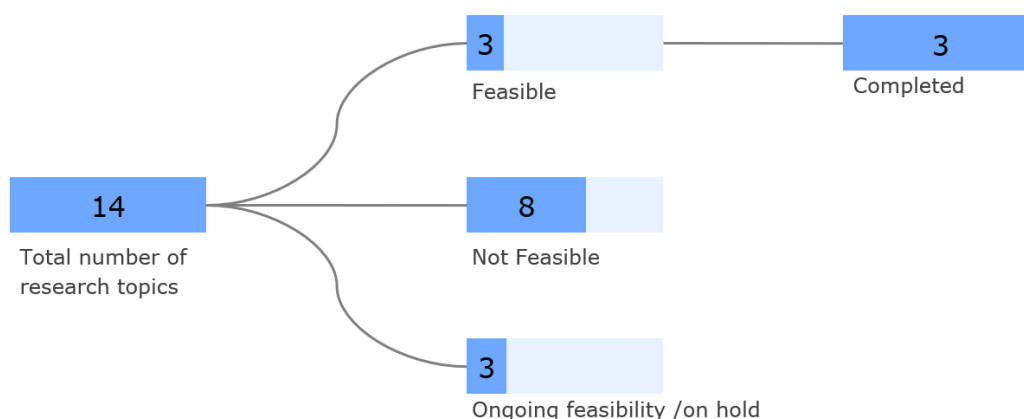 3
Feasible
3
Completed
14
Total number of
research topics
8
Not Feasible
3
Ongoing feasibility /on hold